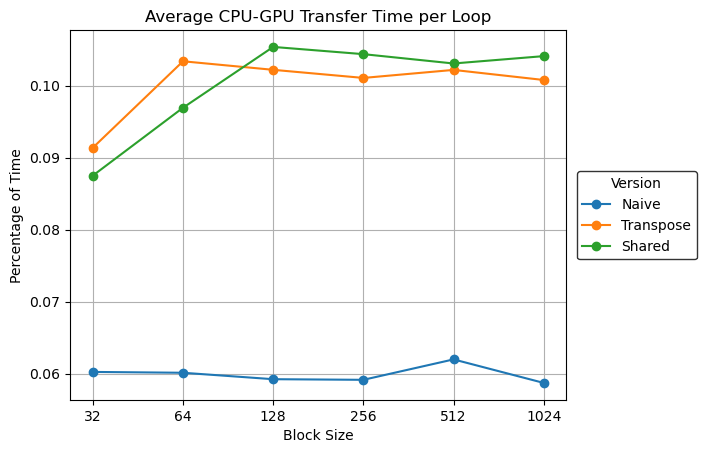 Average CPU-GPU Transfer Time per Loop
Percentage of Time
0.10
0.09
0.08
0.07
0.06
32 64 128 256 512 1024
Block Size
Version
Naive
Transpose
Shared